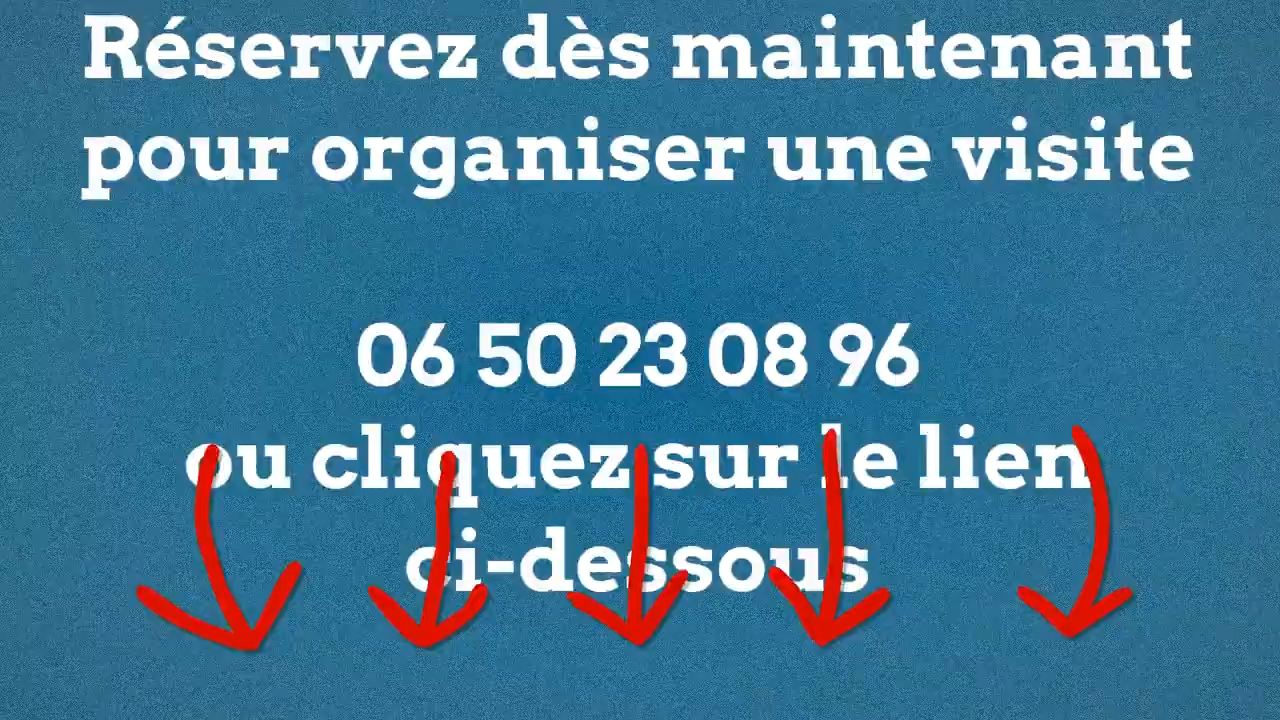 Réservez dès maintenant
pour organiser une visite
06 50 23 08 96
ou cliquez sur le lien
ci-dessous